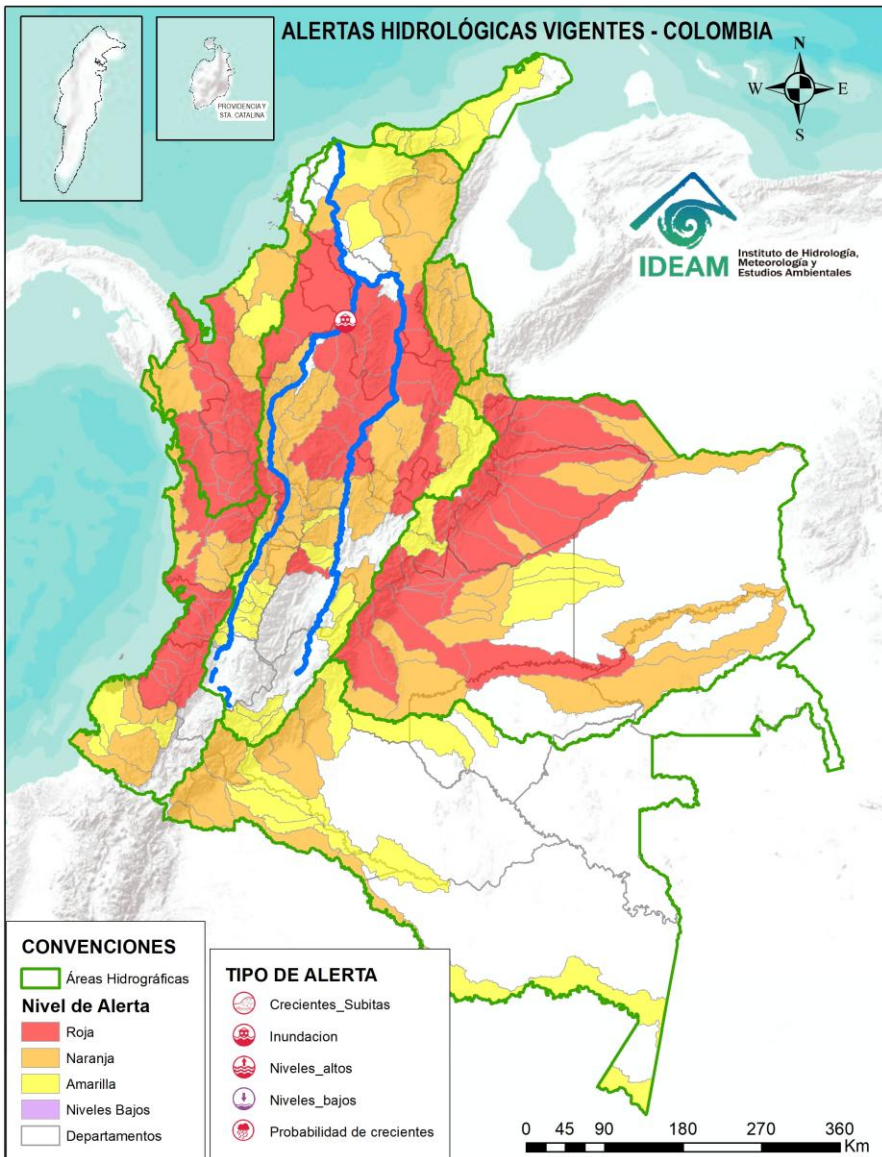 ALERTAS HIDROLÓGICAS VIGENTES - COLOMBIA
PROVIDENCIA Y
STA. CATALINA
N
W
E
S
IDEAM
Instituto de Hidrología,
Meteorología y
Estudios Ambientales
CONVENCIONES
Áreas Hidrográficas
Nivel de Alerta
Roja
Naranja
Amarilla
Niveles Bajos
Departamentos
TIPO DE ALERTA
Crecientes_Subitas
Inundacion
Niveles_altos
Niveles_bajos
Probabilidad de crecientes
0 45 90 180 270 360
Km